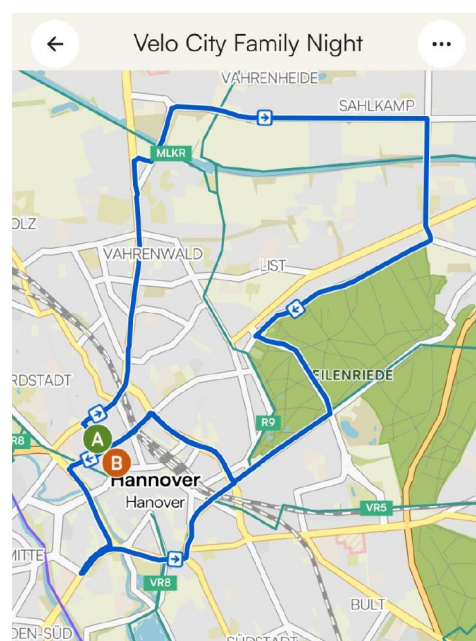 Velo City Family Night
VAHRENHEIDE
SAHLKAMP
MLKR
OLZ
VAHRENWALD
LIST
RDSTADT
EILENRIEDE
R9
A
R8
B
Hannover
Hanover
VR5
MITTE
VR8
BULT
DEN-SÜD
SÜDSTADT